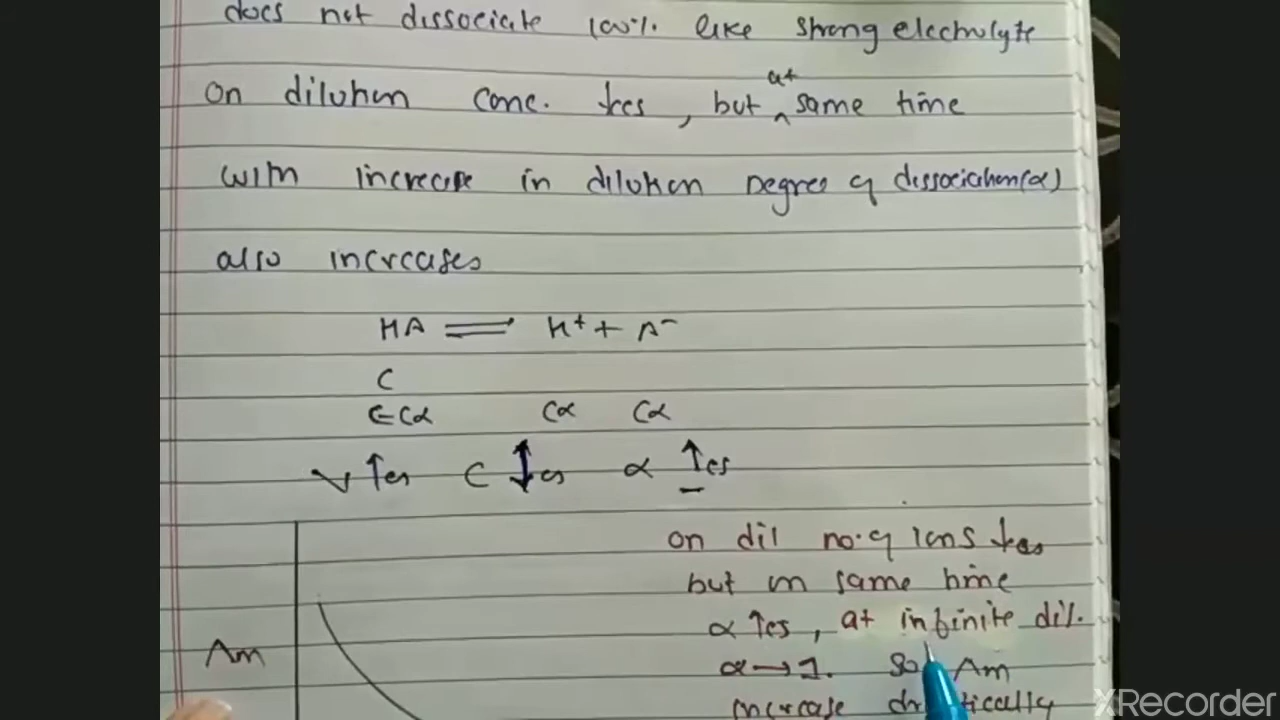 does not dissociate 100%. like strong electrolyte
On dilution conc. ↓es, but at same time
with increase in dilution Degree of dissociation(α)
also increases
HA ⇌ H⁺ + A⁻
C
C-Cα Cα Cα
V ↑es C ↕es α ↑es
on dil no. of ions ↓es
but in same time
α ↑es, at infinite dil.
Λm
α → 1. So Λm
increase
XRecorder